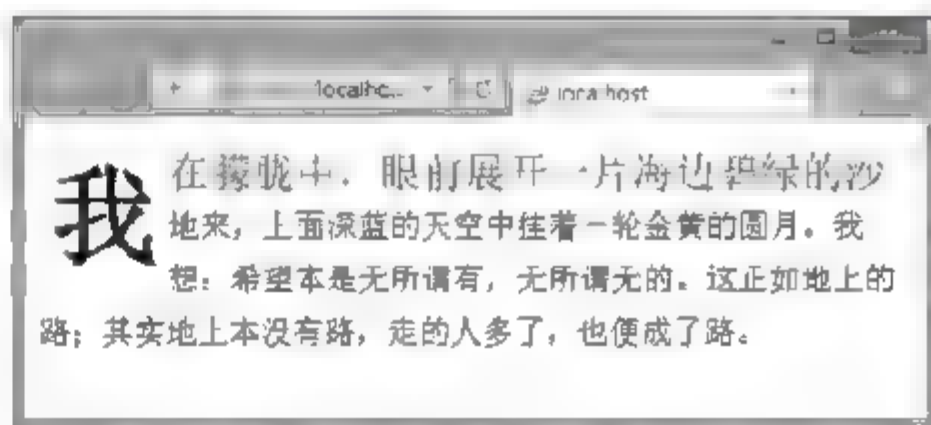 localho...
localhost
我
在朦胧中，眼前展开一片海边碧绿的沙
地来，上面深蓝的天空中挂着一轮金黄的圆月。我
想：希望本是无所谓有，无所谓无的。这正如地上的
路；其实地上本没有路，走的人多了，也便成了路。